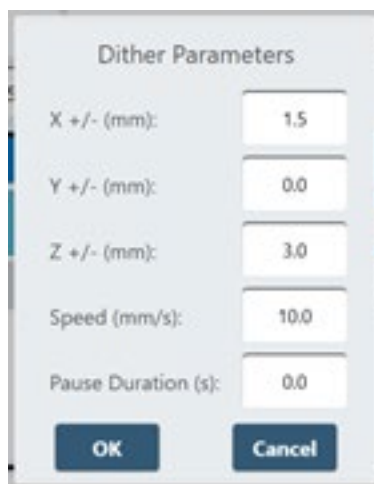 Dither Parameters
X +/- (mm): 1.5
Y +/- (mm): 0.0
Z +/- (mm): 3.0
Speed (mm/s): 10.0
Pause Duration (s): 0.0
OK Cancel